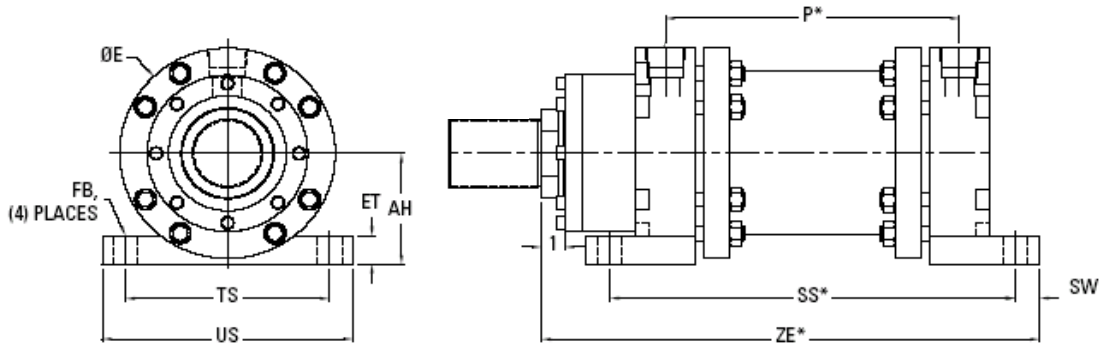 P*
ØE
FB,
(4) PLACES
ET
AH
1
TS
SS*
SW
US
ZE*